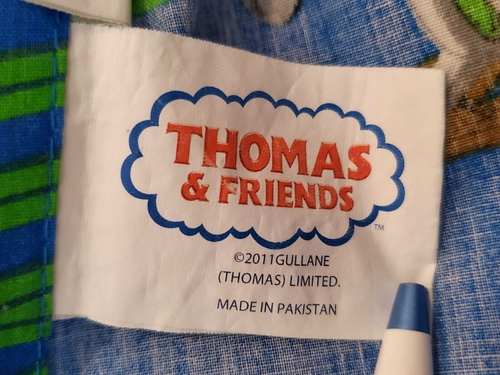 THOMAS
& FRIENDS
TM
©2011GULLANE
(THOMAS) LIMITED.
MADE IN PAKISTAN